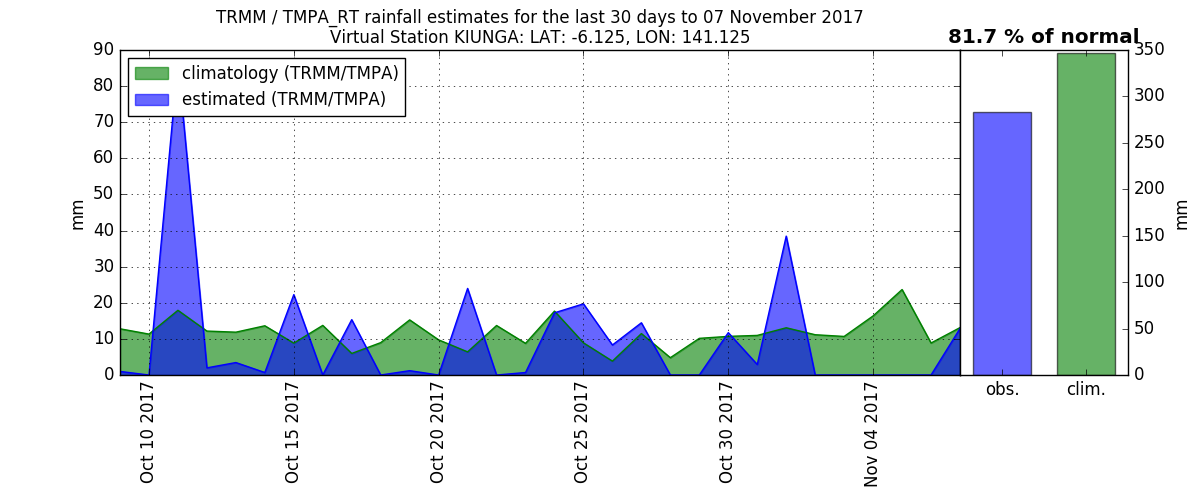 TRMM / TMPA_RT rainfall estimates for the last 30 days to 07 November 2017
Virtual Station KIUNGA: LAT: -6.125, LON: 141.125
81.7 % of normal
climatology (TRMM/TMPA)
estimated (TRMM/TMPA)
90
80
70
60
50
40
30
20
10
0
mm
Oct 10 2017
Oct 15 2017
Oct 20 2017
Oct 25 2017
Oct 30 2017
Nov 04 2017
obs.
clim.
350
300
250
200
150
100
50
0
mm